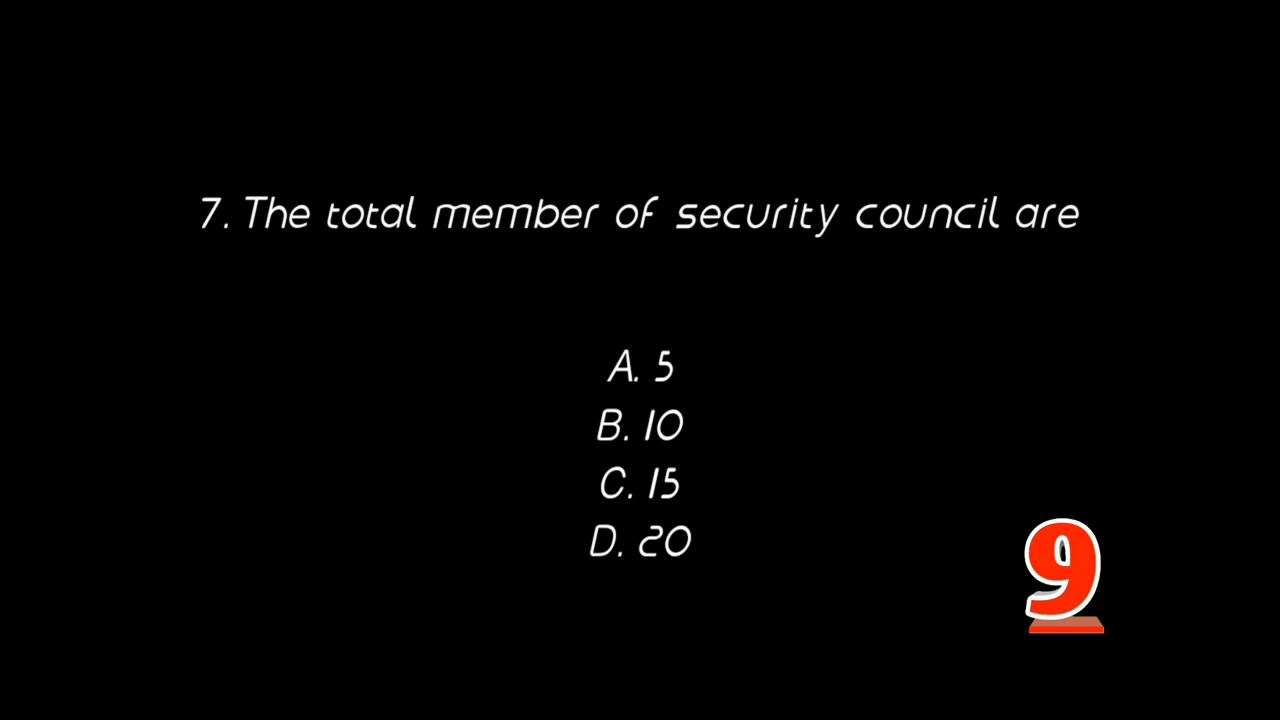 7. The total member of security council are
A. 5
B. 10
C. 15
D. 20
9